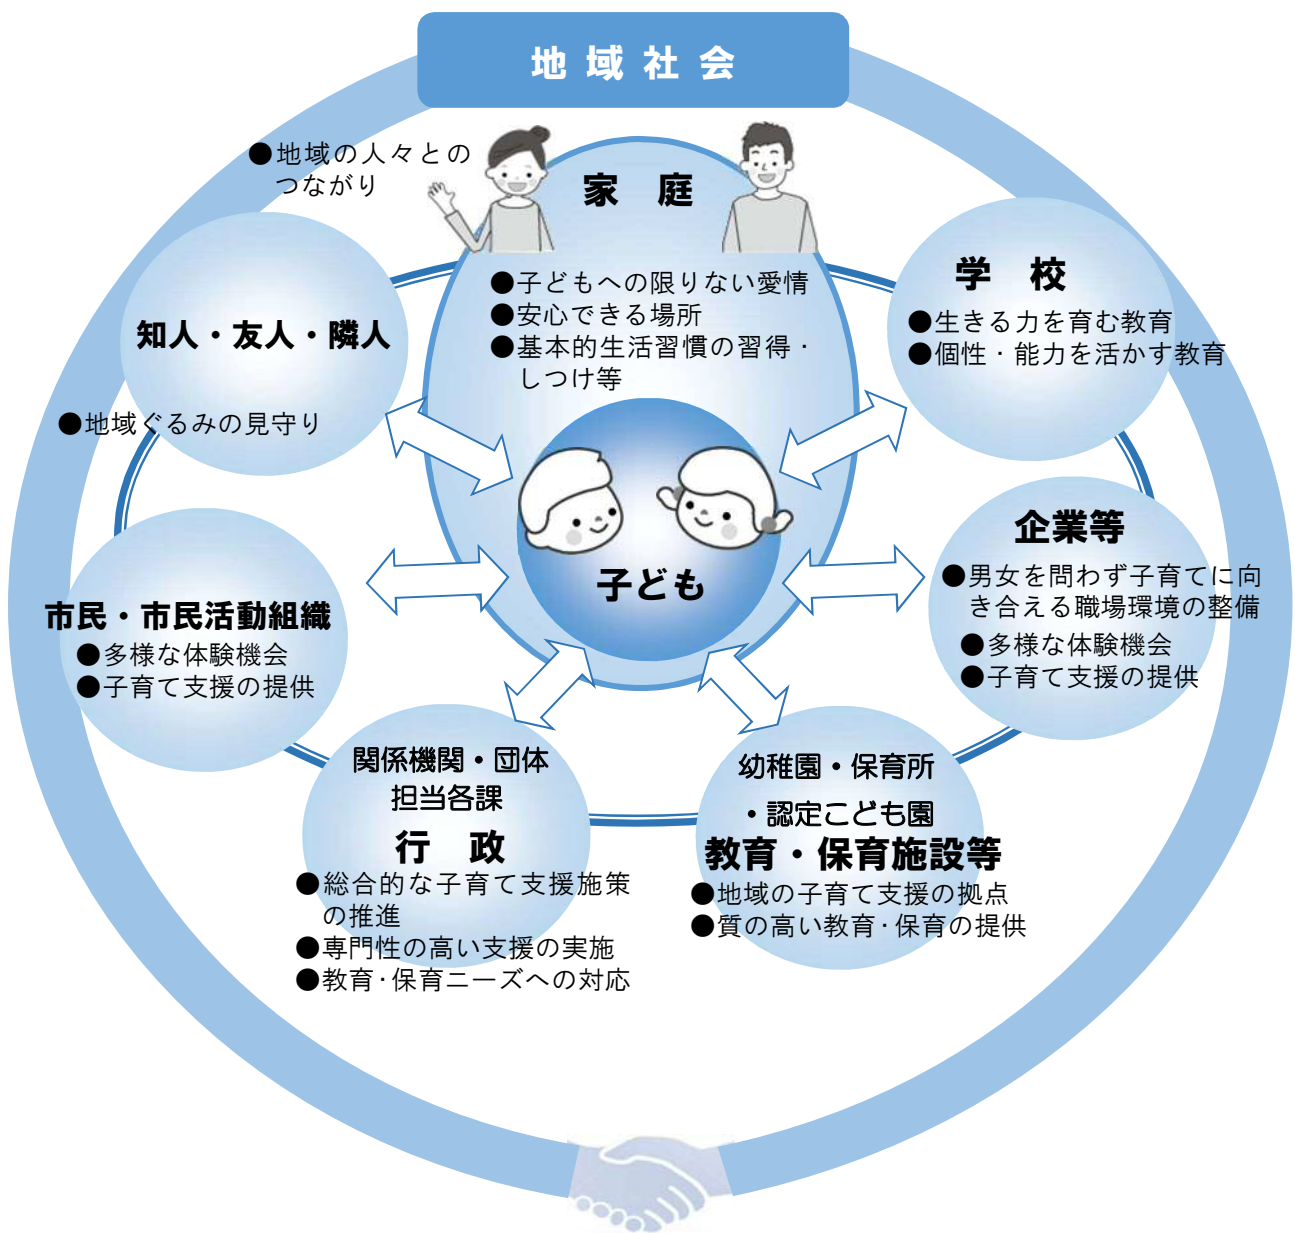 地域社会
●地域の人々との
つながり
家　庭
●子どもへの限りない愛情
●安心できる場所
●基本的生活習慣の習得・
しつけ等
学　校
●生きる力を育む教育
●個性・能力を活かす教育
知人・友人・隣人
●地域ぐるみの見守り
子ども
企業等
●男女を問わず子育てに向
き合える職場環境の整備
●多様な体験機会
●子育て支援の提供
市民・市民活動組織
●多様な体験機会
●子育て支援の提供
関係機関・団体
担当各課
行　政
●総合的な子育て支援施策
の推進
●専門性の高い支援の実施
●教育・保育ニーズへの対応
幼稚園・保育所
・認定こども園
教育・保育施設等
●地域の子育て支援の拠点
●質の高い教育・保育の提供